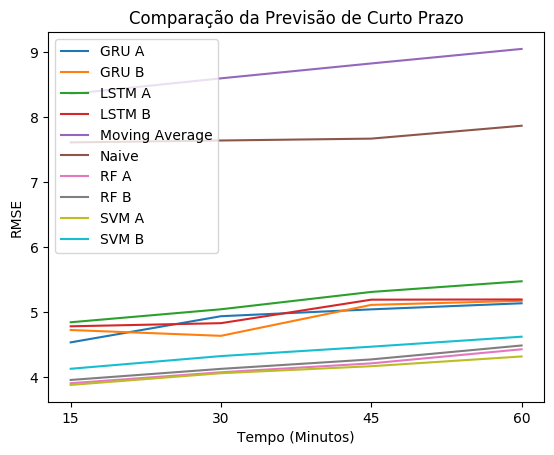 Comparação da Previsão de Curto Prazo
9
8
7
6
5
4
RMSE
GRU A
GRU B
LSTM A
LSTM B
Moving Average
Naive
RF A
RF B
SVM A
SVM B
15
30
45
60
Tempo (Minutos)